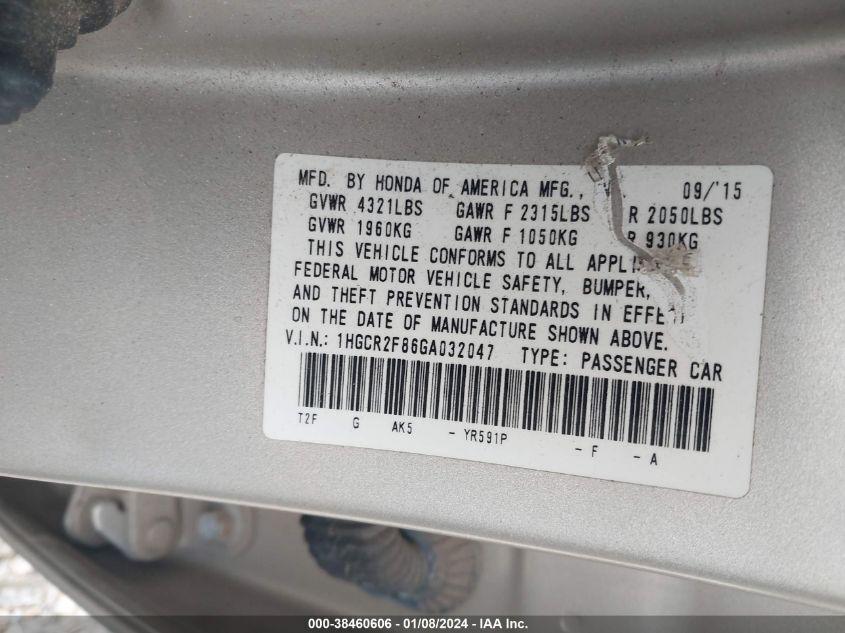 MFD. BY HONDA OF AMERICA MFG., 09/'15
GVWR 4321LBS GAWR F 2315LBS R 2050LBS
GVWR 1960KG GAWR F 1050KG R 930KG
THIS VEHICLE CONFORMS TO ALL
FEDERAL MOTOR VEHICLE SAFETY, BUMPER,
AND THEFT PREVENTION STANDARDS IN
ON THE DATE OF MANUFACTURE SHOWN ABOVE.
V.I.N.: 1HGCR2F86GA032047 TYPE: PASSENGER CAR
T2F G AK5 - YR591P - F - A
000-38460606 - 01/08/2024 - IAA Inc.